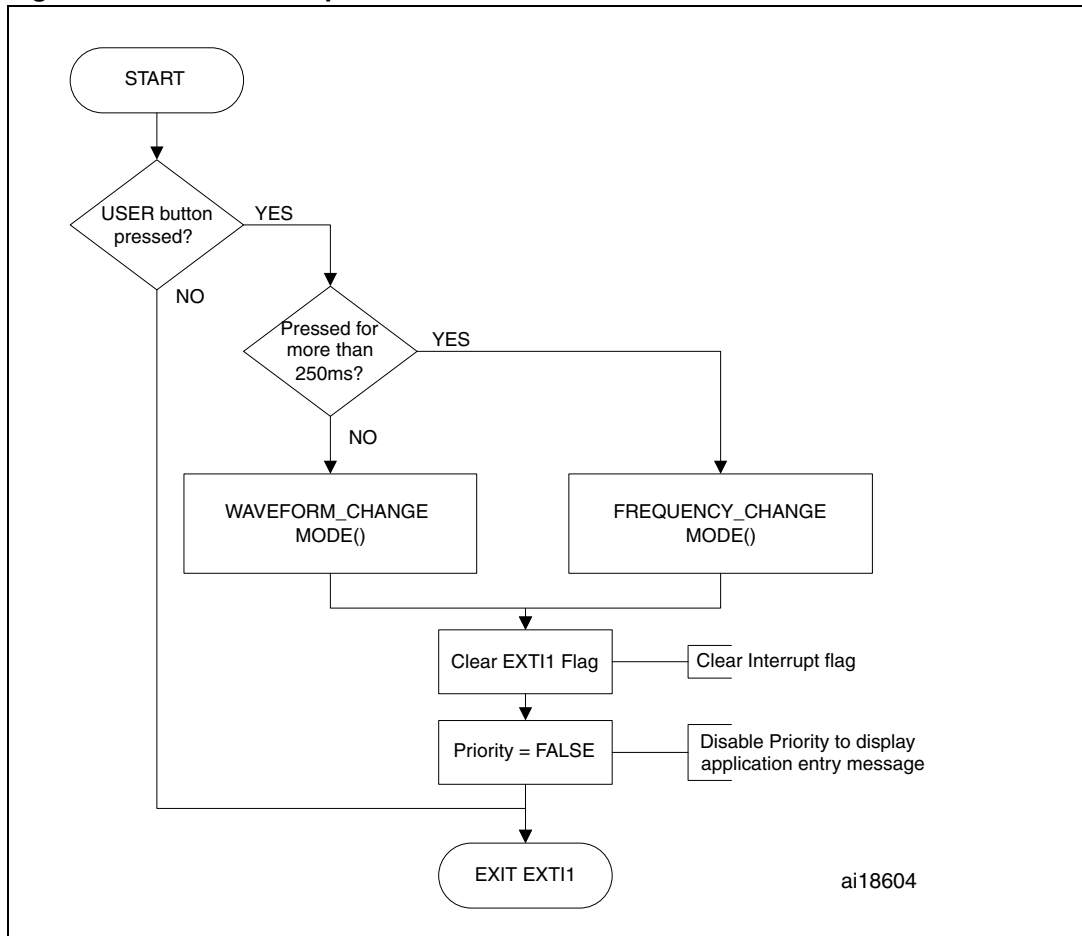 START
USER button
pressed?
YES
NO
Pressed for
more than
250ms?
YES
NO
WAVEFORM_CHANGE
MODE()
FREQUENCY_CHANGE
MODE()
Clear EXTI1 Flag
Clear Interrupt flag
Priority = FALSE
Disable Priority to display
application entry message
EXIT EXTI1
ai18604